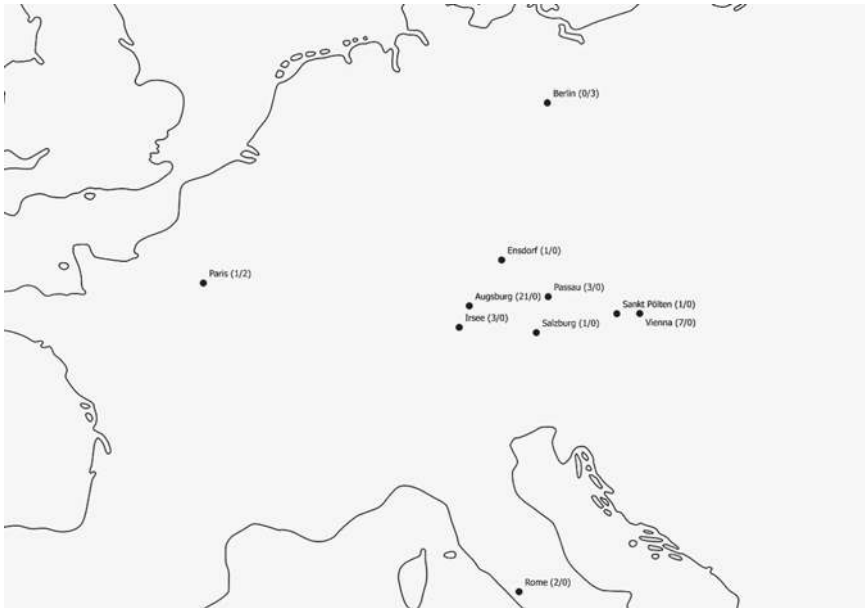 Berlin (0/3)
Ensdorf (1/0)
Paris (1/2)
Passau (3/0)
Augsburg (21/0)
Sankt Pölten (1/0)
Irsee (3/0)
Salzburg (1/0)
Vienna (7/0)
Rome (2/0)